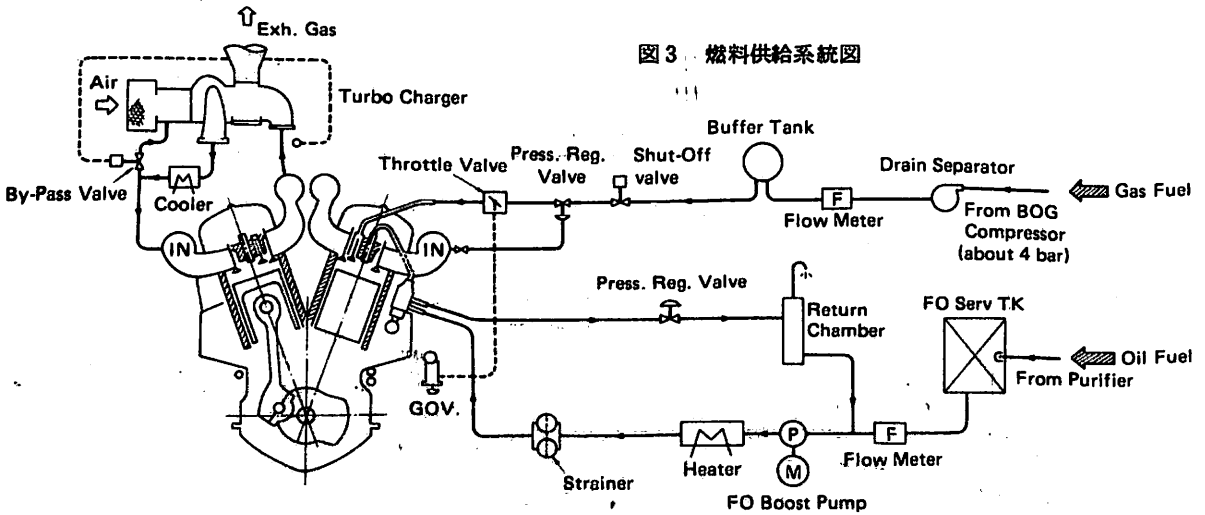 Exh. Gas
図3 燃料供給系統図
Air
Turbo Charger
By-Pass Valve
Cooler
IN
IN
Throttle Valve
Press. Reg.
Valve
Shut-Off
valve
Buffer Tank
F
Flow Meter
Drain Separator
Gas Fuel
From BOG
Compressor
(about 4 bar)
Press. Reg. Valve
Return
Chamber
FO Serv T.K
Oil Fuel
From Purifier
GOV.
Strainer
Heater
P
M
FO Boost Pump
F
Flow Meter